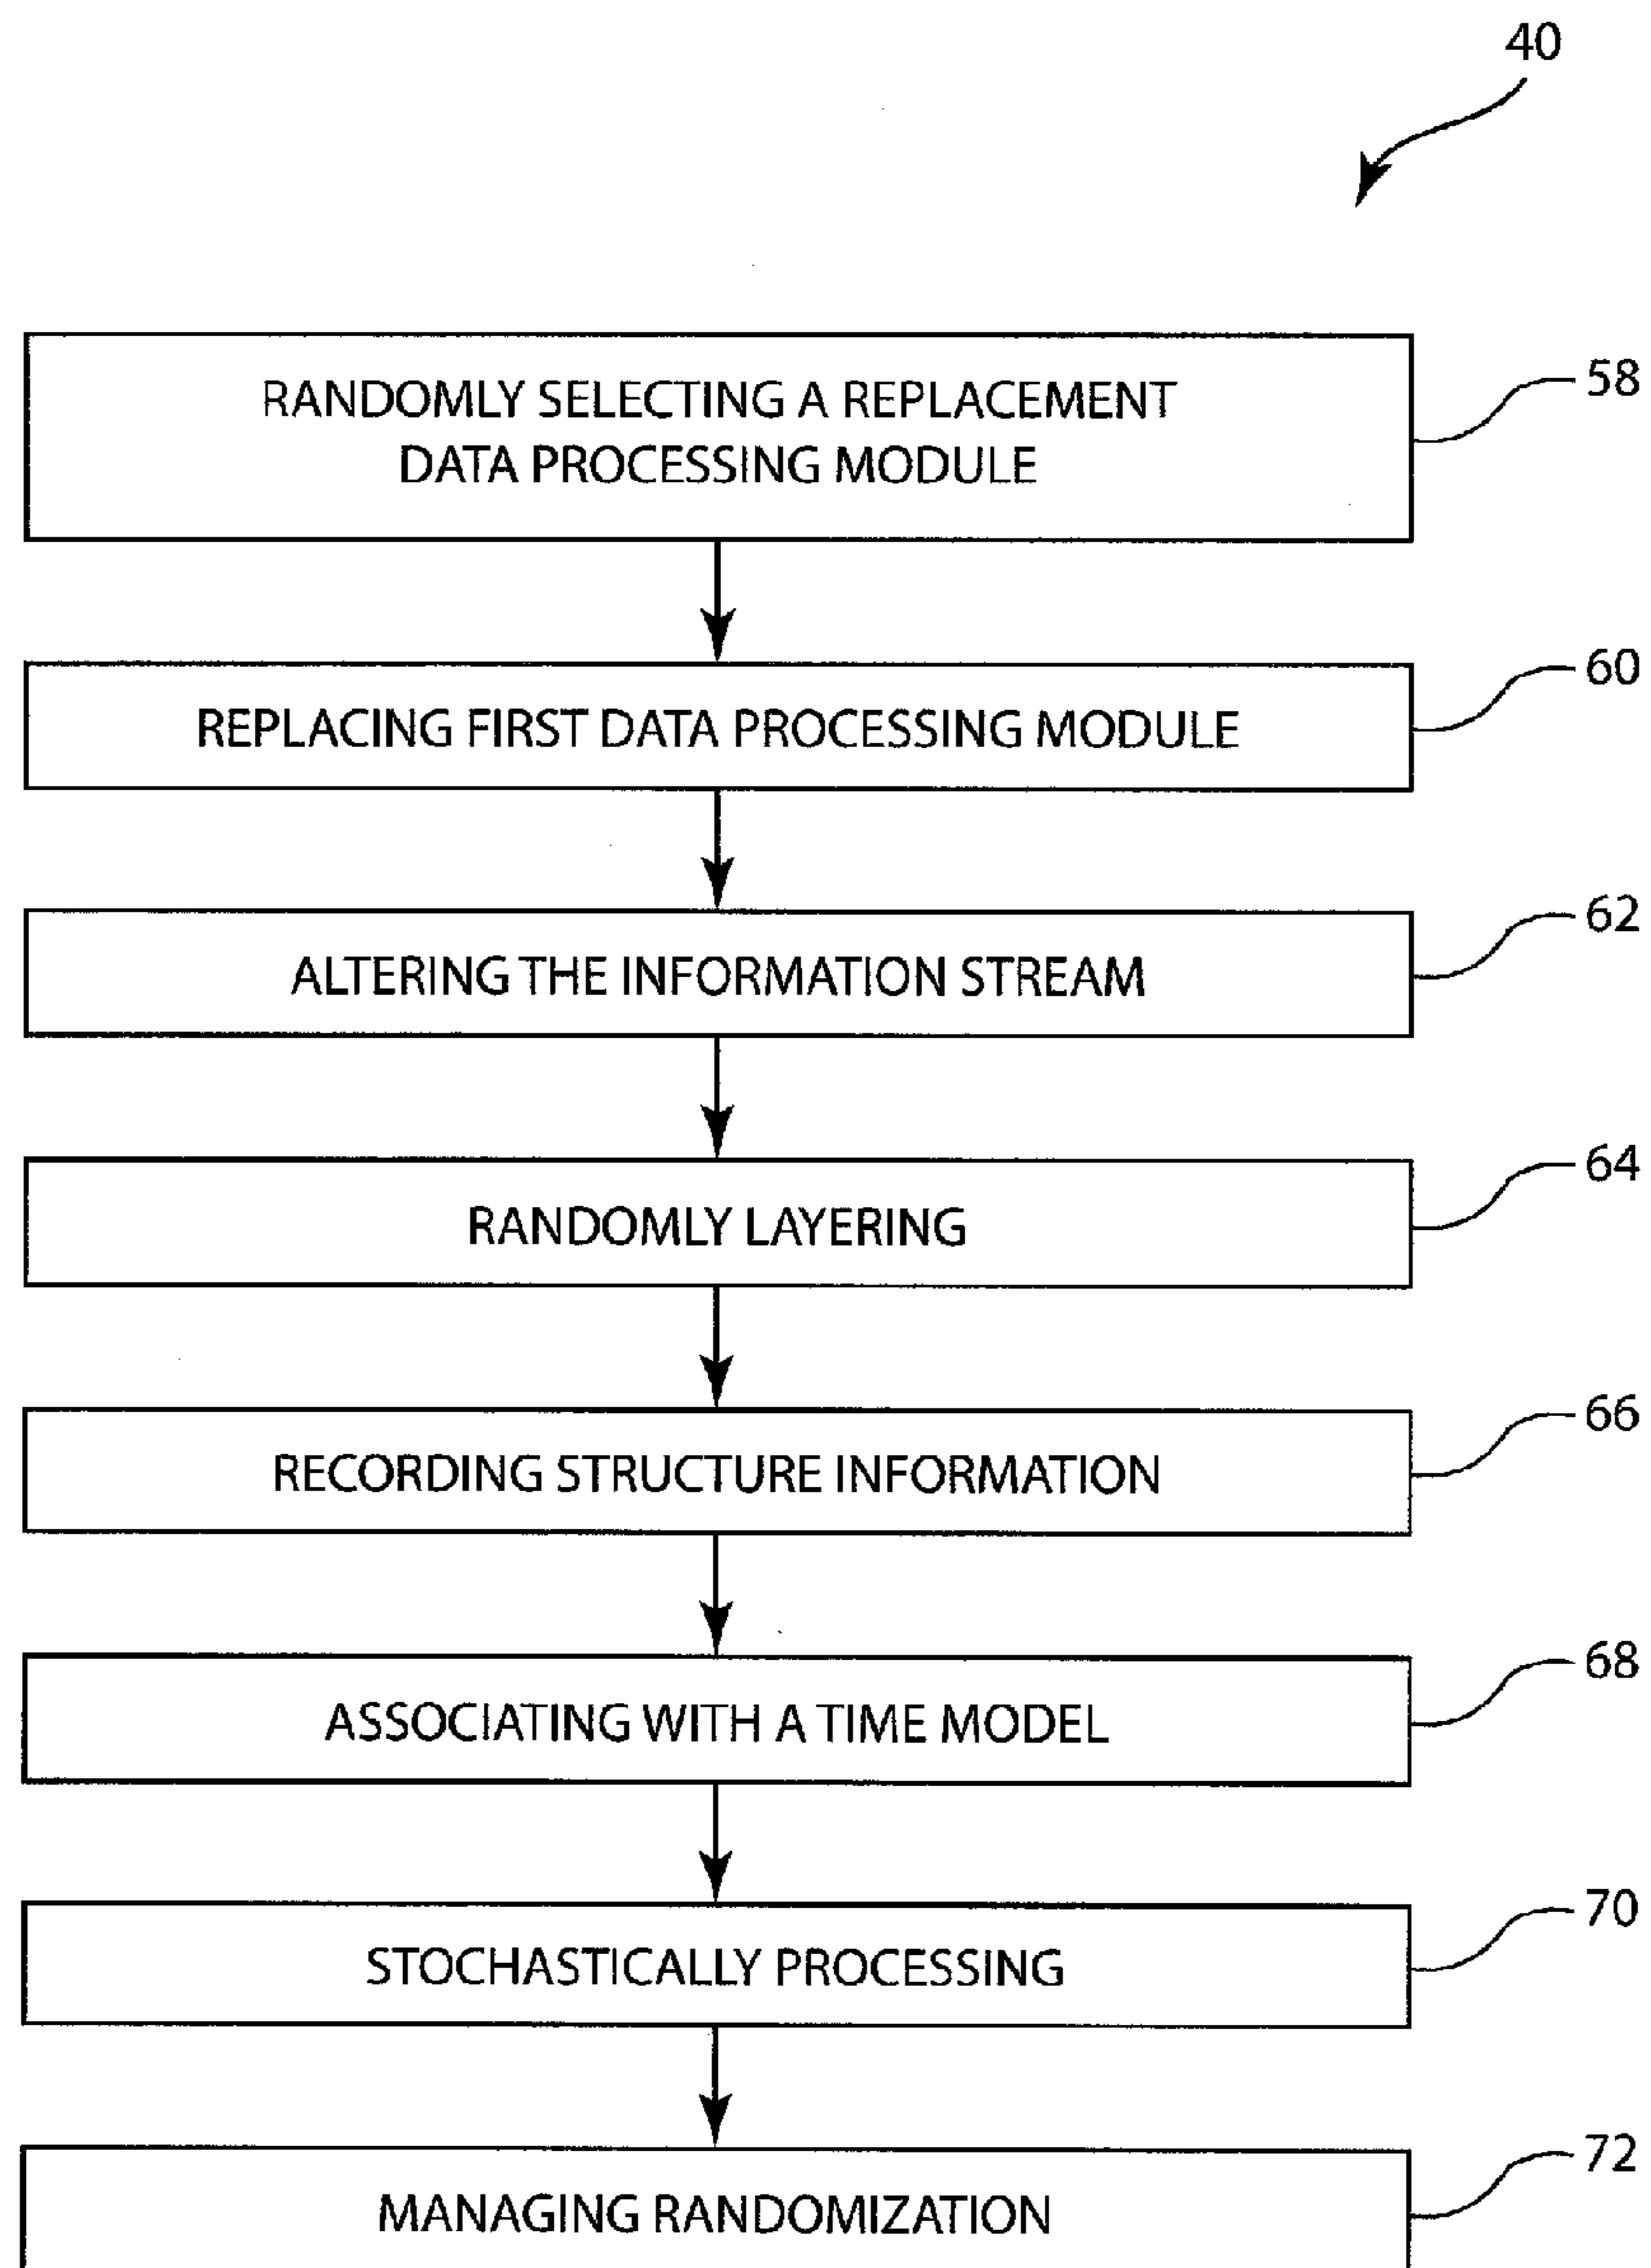 40
RANDOMLY SELECTING A REPLACEMENT
DATA PROCESSING MODULE
58
REPLACING FIRST DATA PROCESSING MODULE
60
ALTERING THE INFORMATION STREAM
62
RANDOMLY LAYERING
64
RECORDING STRUCTURE INFORMATION
66
ASSOCIATING WITH A TIME MODEL
68
STOCHASTICALLY PROCESSING
70
MANAGING RANDOMIZATION
72